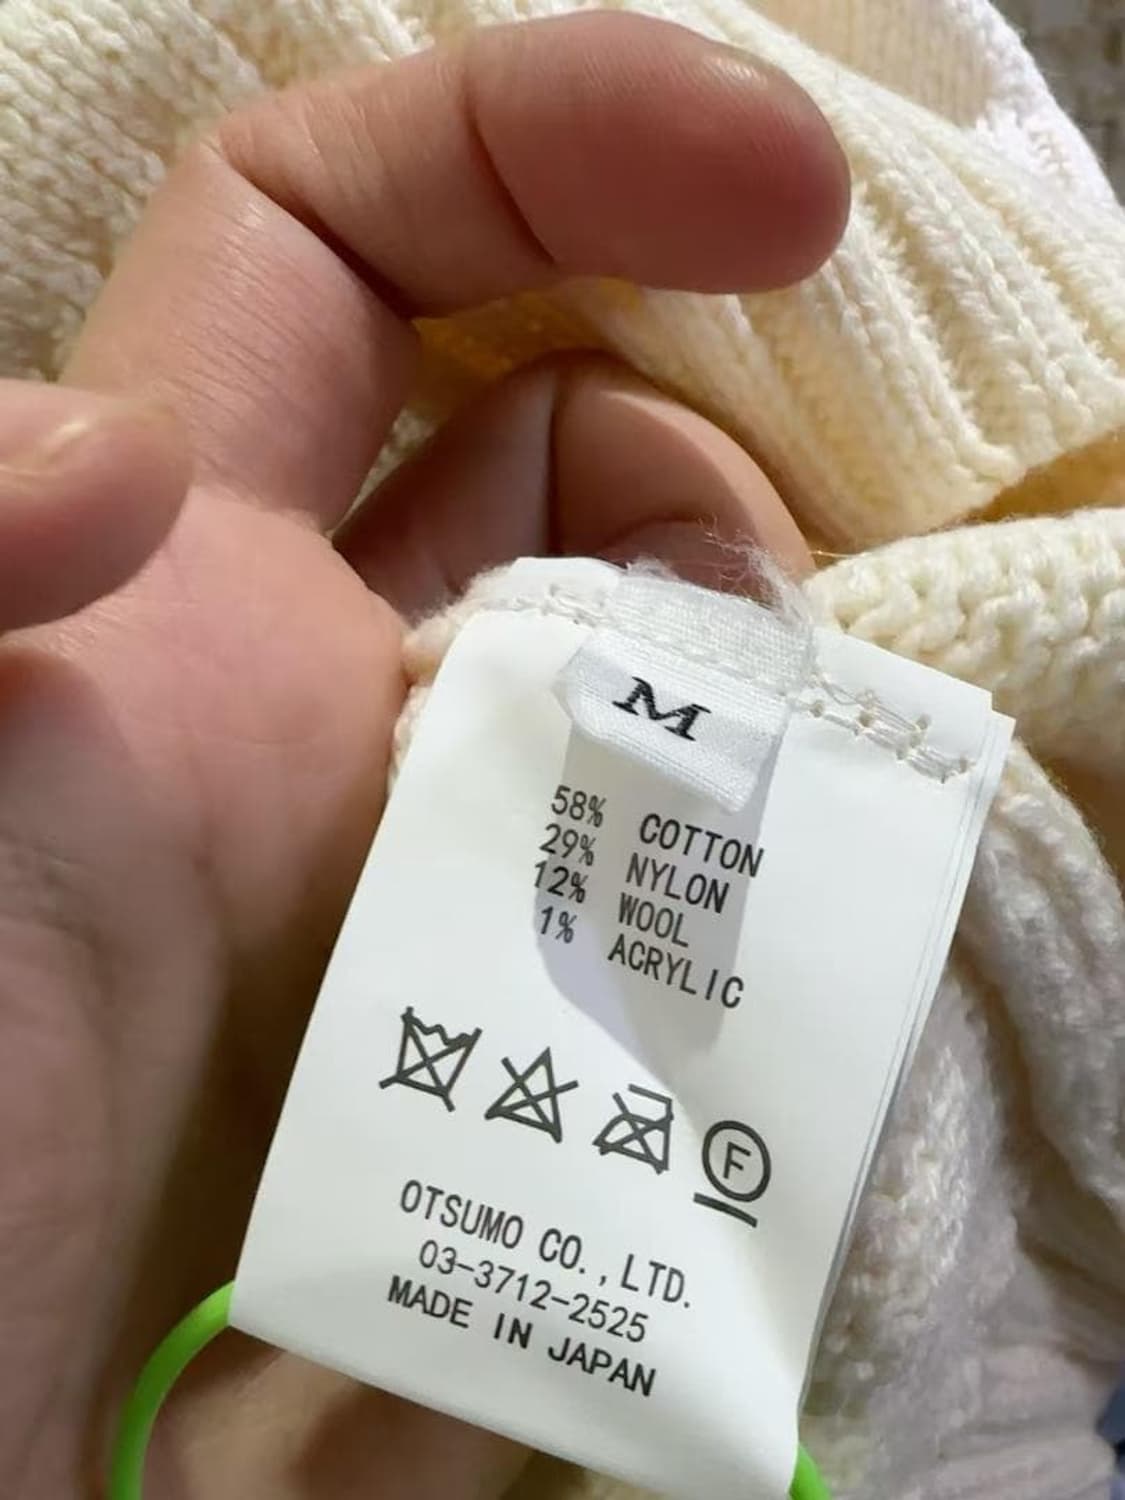 M
58% COTTON
29% NYLON
12% WOOL
1% ACRYLIC
F
OTSUMO CO., LTD.
03-3712-2525
MADE IN JAPAN